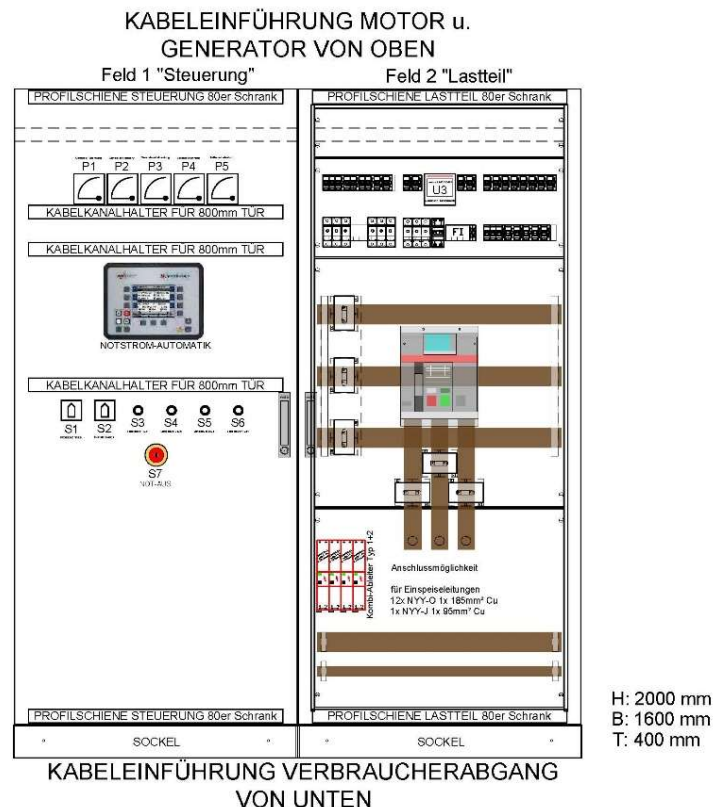 KABELEINFÜHRUNG MOTOR u.
GENERATOR VON OBEN
Feld 1 "Steuerung"
Feld 2 "Lastteil"
PROFILSCHIENE STEUERUNG 80er Schrank
PROFILSCHIENE LASTTEIL 80er Schrank
P1 P2 P3 P4 P5
U3
KABELKANALHALTER FÜR 800mm TÜR
FI
KABELKANALHALTER FÜR 800mm TÜR
NOTSTROM-AUTOMATIK
KABELKANALHALTER FÜR 800mm TÜR
S1 S2 S3 S4 S5 S6
S7
NOT-AUS
Kombi-Ableiter Typ 1+2
Anschlussmöglichkeit
für Einspeiseleitungen
12x NYY-O 1x 185mm² Cu
1x NYY-J 1x 95mm² Cu
PROFILSCHIENE STEUERUNG 80er Schrank
PROFILSCHIENE LASTTEIL 80er Schrank
SOCKEL
SOCKEL
H: 2000 mm
B: 1600 mm
T: 400 mm
KABELEINFÜHRUNG VERBRAUCHERABGANG
VON UNTEN